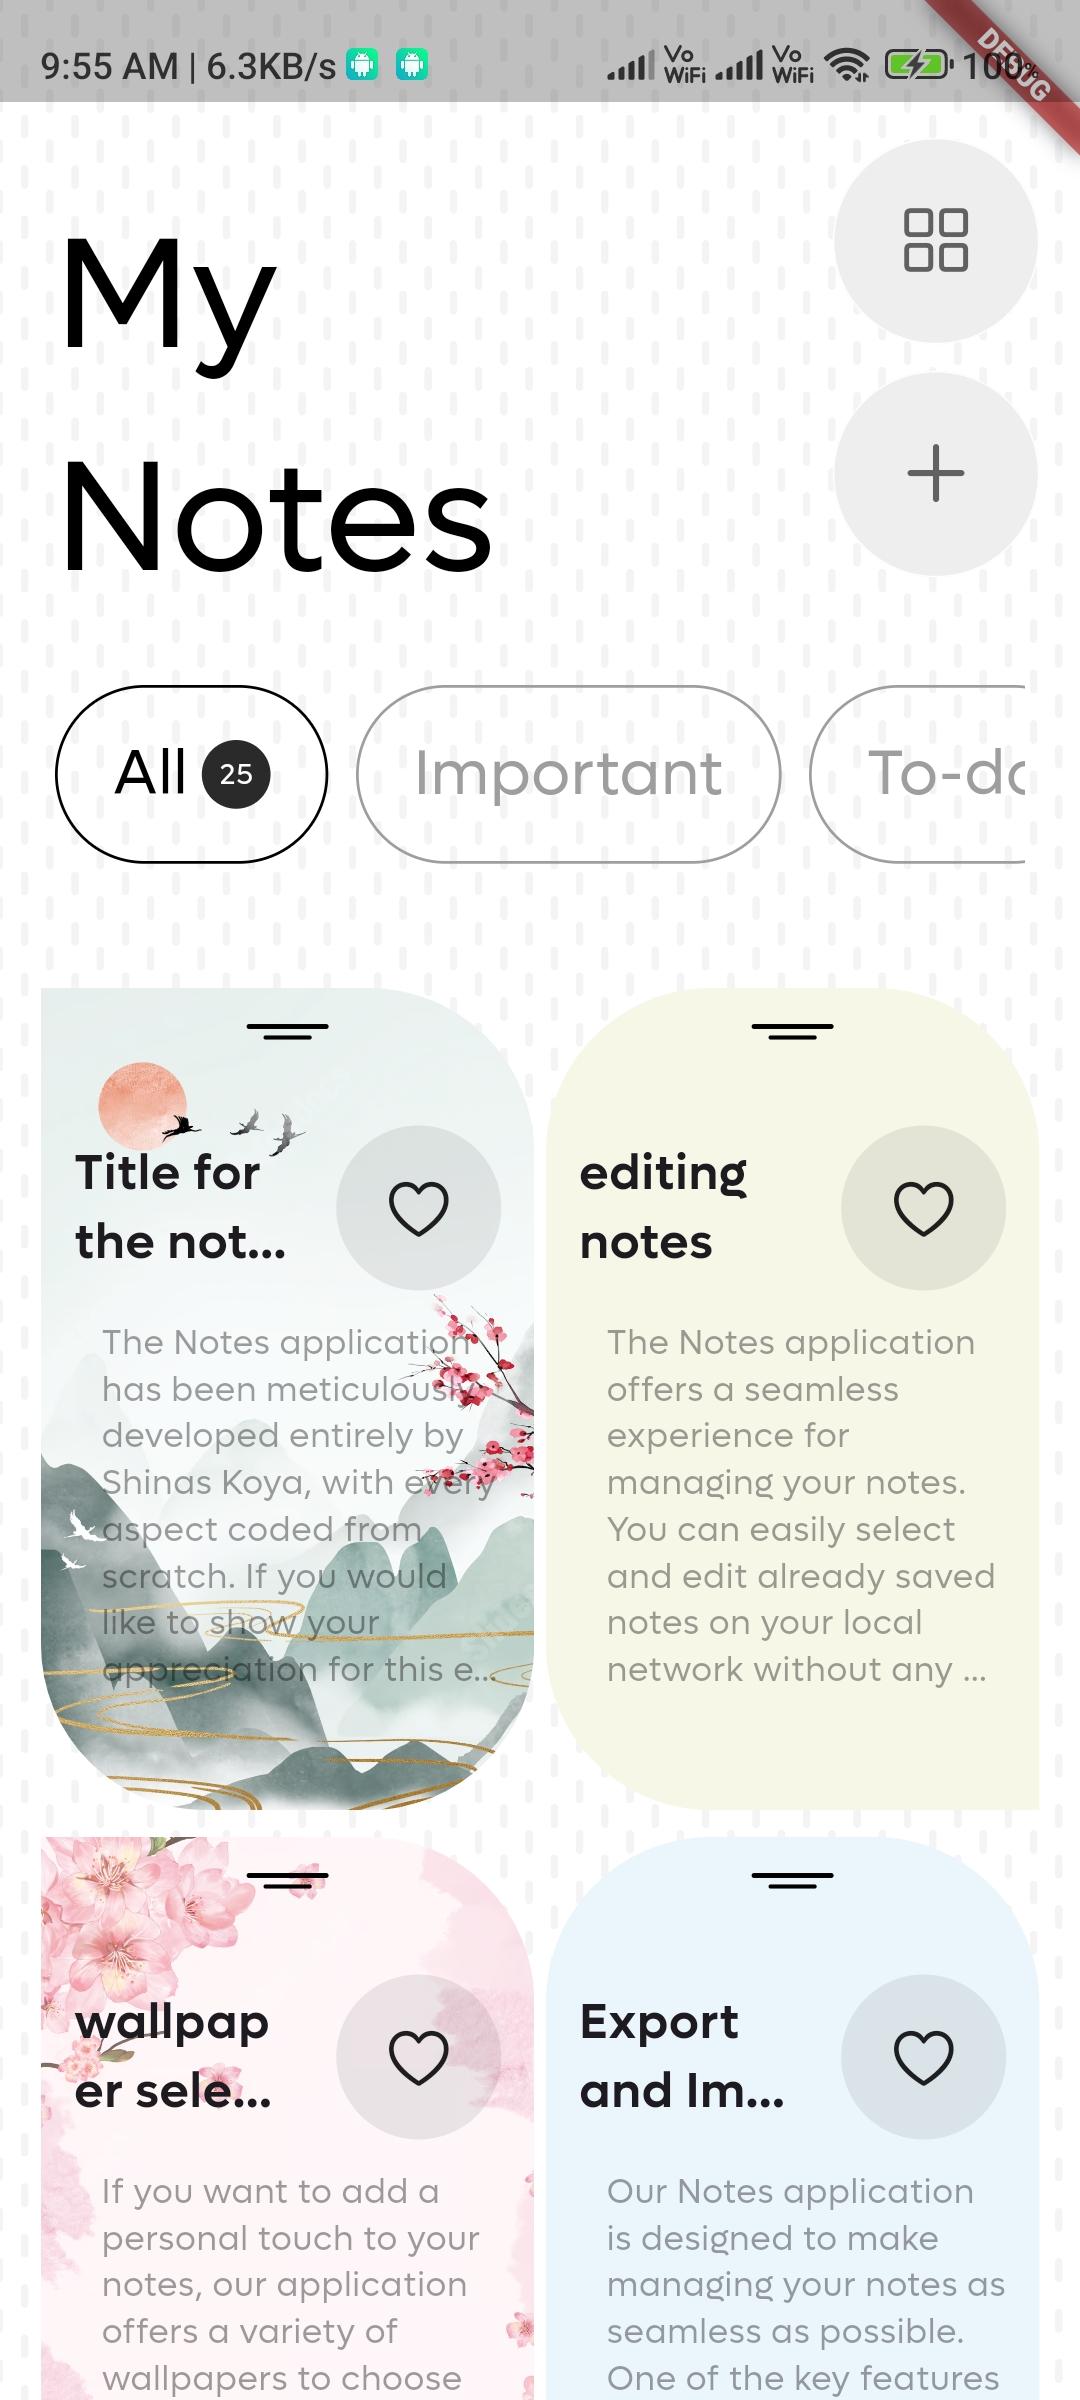 9:55 AM | 6.3KB/s
Vo WiFi
Vo WiFi
100%
DEBUG
My
Notes
All 25
Important
To-do
Title for
the not...
The Notes application
has been meticulously
developed entirely by
Shinas Koya, with every
aspect coded from
scratch. If you would
like to show your
appreciation for this e...
editing
notes
The Notes application
offers a seamless
experience for
managing your notes.
You can easily select
and edit already saved
notes on your local
network without any ...
wallpap
er sele...
If you want to add a
personal touch to your
notes, our application
offers a variety of
wallpapers to choose
Export
and Im...
Our Notes application
is designed to make
managing your notes as
seamless as possible.
One of the key features